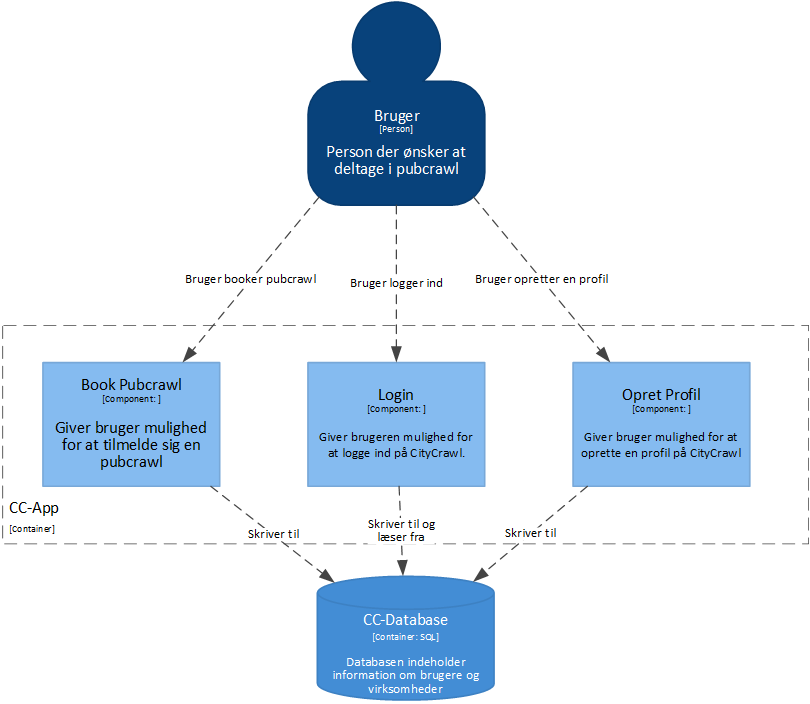 Bruger
[Person]
Person der ønsker at
deltage i pubcrawl
Bruger booker pubcrawl
Bruger logger ind
Bruger opretter en profil
Book Pubcrawl
[Component: ]
Giver bruger mulighed
for at tilmelde sig en
pubcrawl
Login
[Component: ]
Giver brugeren mulighed for
at logge ind på CityCrawl.
Opret Profil
[Component: ]
Giver bruger mulighed for at
oprette en profil på CityCrawl
CC-App
[Container]
Skriver til
Skriver til og
læser fra
Skriver til
CC-Database
[Container: SQL]
Databasen indeholder
information om brugere og
virksomheder